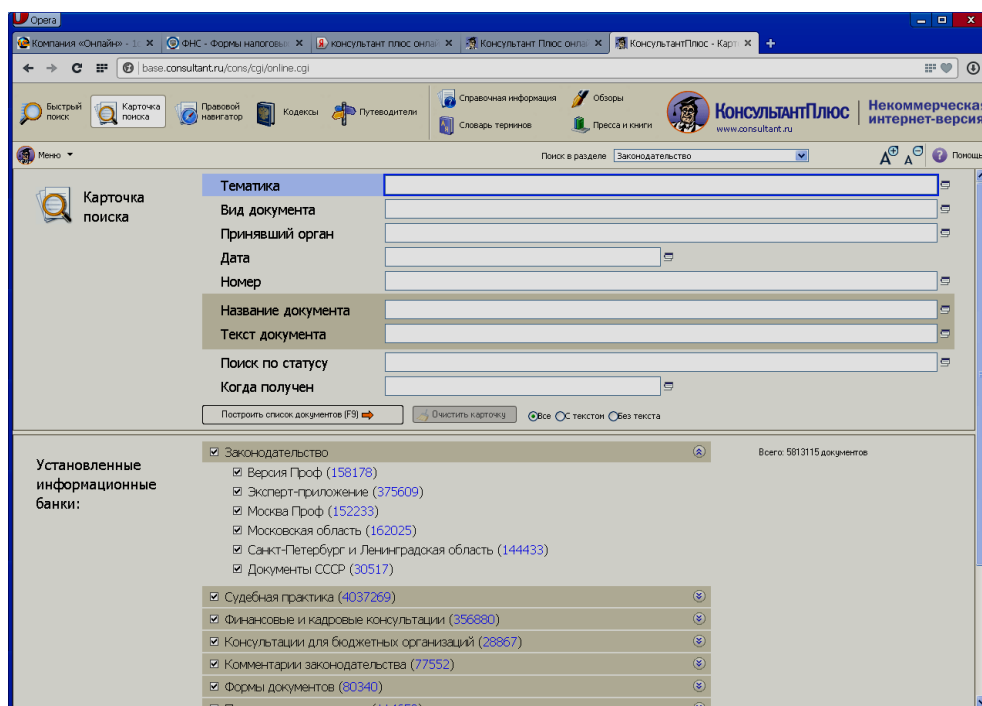 Opera
Компания «Онлайн» - 1с
ФНС - Формы налоговы
консультант плюс онлай
Консультант Плюс онлай
КонсультантПлюс - Карт
base.consultant.ru/cons/cgi/online.cgi
Быстрый поиск
Карточка поиска
Правовой навигатор
Кодексы
Путеводители
Справочная информация
Обзоры
Словарь терминов
Пресса и книги
КонсультантПлюс
www.consultant.ru
Некоммерческая
интернет-версия
Меню
Поиск в разделе
Законодательство
Помощь
Карточка
поиска
Тематика
Вид документа
Принявший орган
Дата
Номер
Название документа
Текст документа
Поиск по статусу
Когда получен
Построить список документов (F9)
Очистить карточку
Все
С текстом
Без текста
Установленные
информационные
банки:
Законодательство
Всего: 5813115 документов
Версия Проф (158178)
Эксперт-приложение (375609)
Москва Проф (152233)
Московская область (162025)
Санкт-Петербург и Ленинградская область (144433)
Документы СССР (30517)
Судебная практика (4037269)
Финансовые и кадровые консультации (356880)
Консультации для бюджетных организаций (28867)
Комментарии законодательства (77552)
Формы документов (80340)